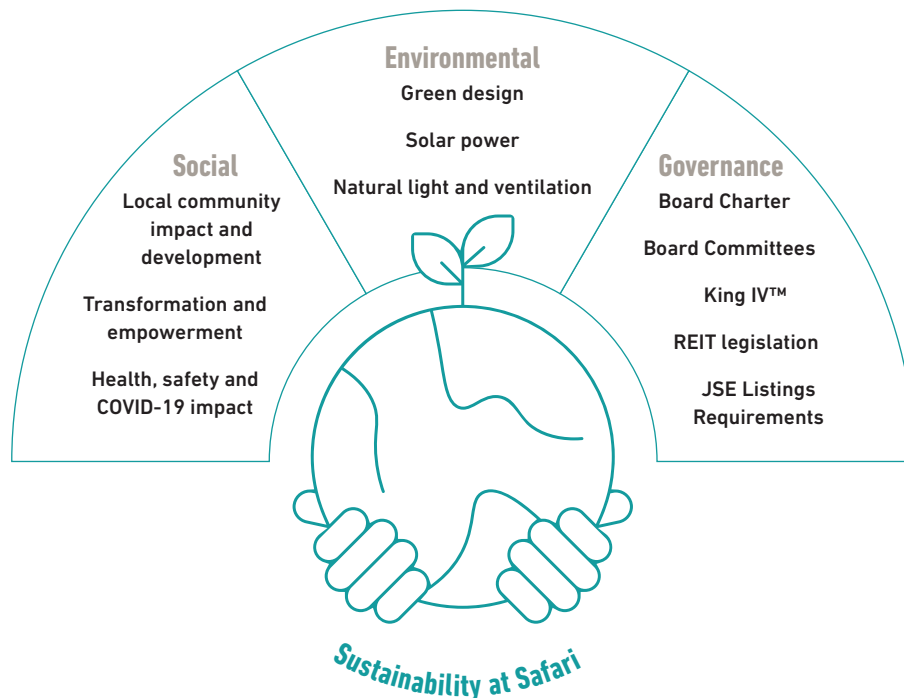 Social
Local community
impact and
development
Transformation and
empowerment
Health, safety and
COVID-19 impact
Environmental
Green design
Solar power
Natural light and ventilation
Governance
Board Charter
Board Committees
King IV™
REIT legislation
JSE Listings
Requirements
Sustainability at Safari